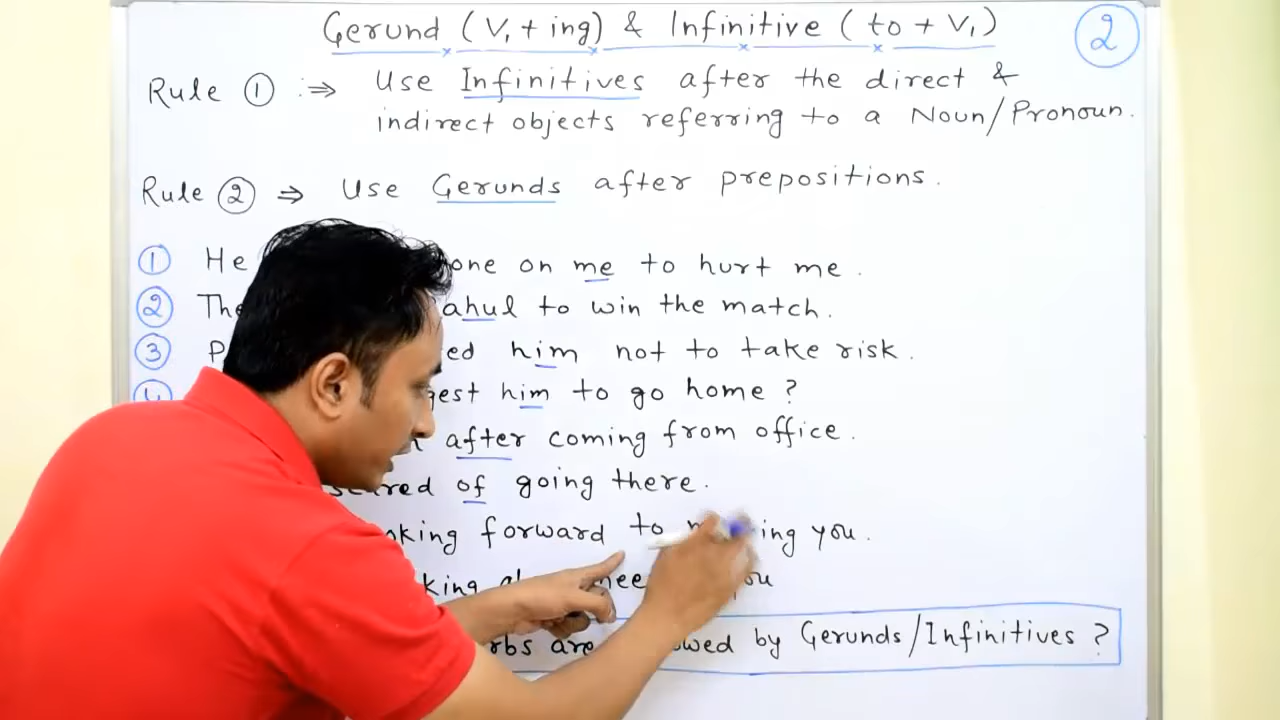 Gerund (V₁ + ing) & Infinitive (to + V₁)
2
Rule ① :⇒ Use Infinitives after the direct &
indirect objects referring to a Noun/Pronoun.
Rule ② ⇒ Use Gerunds after prepositions.
① He one on me to hurt me.
② The ahul to win the match.
③ P ed him not to take risk.
④ gest him to go home?
after coming from office.
scared of going there.
oking forward to m ing you.
king ab mee you
rbs are owed by Gerunds/Infinitives?